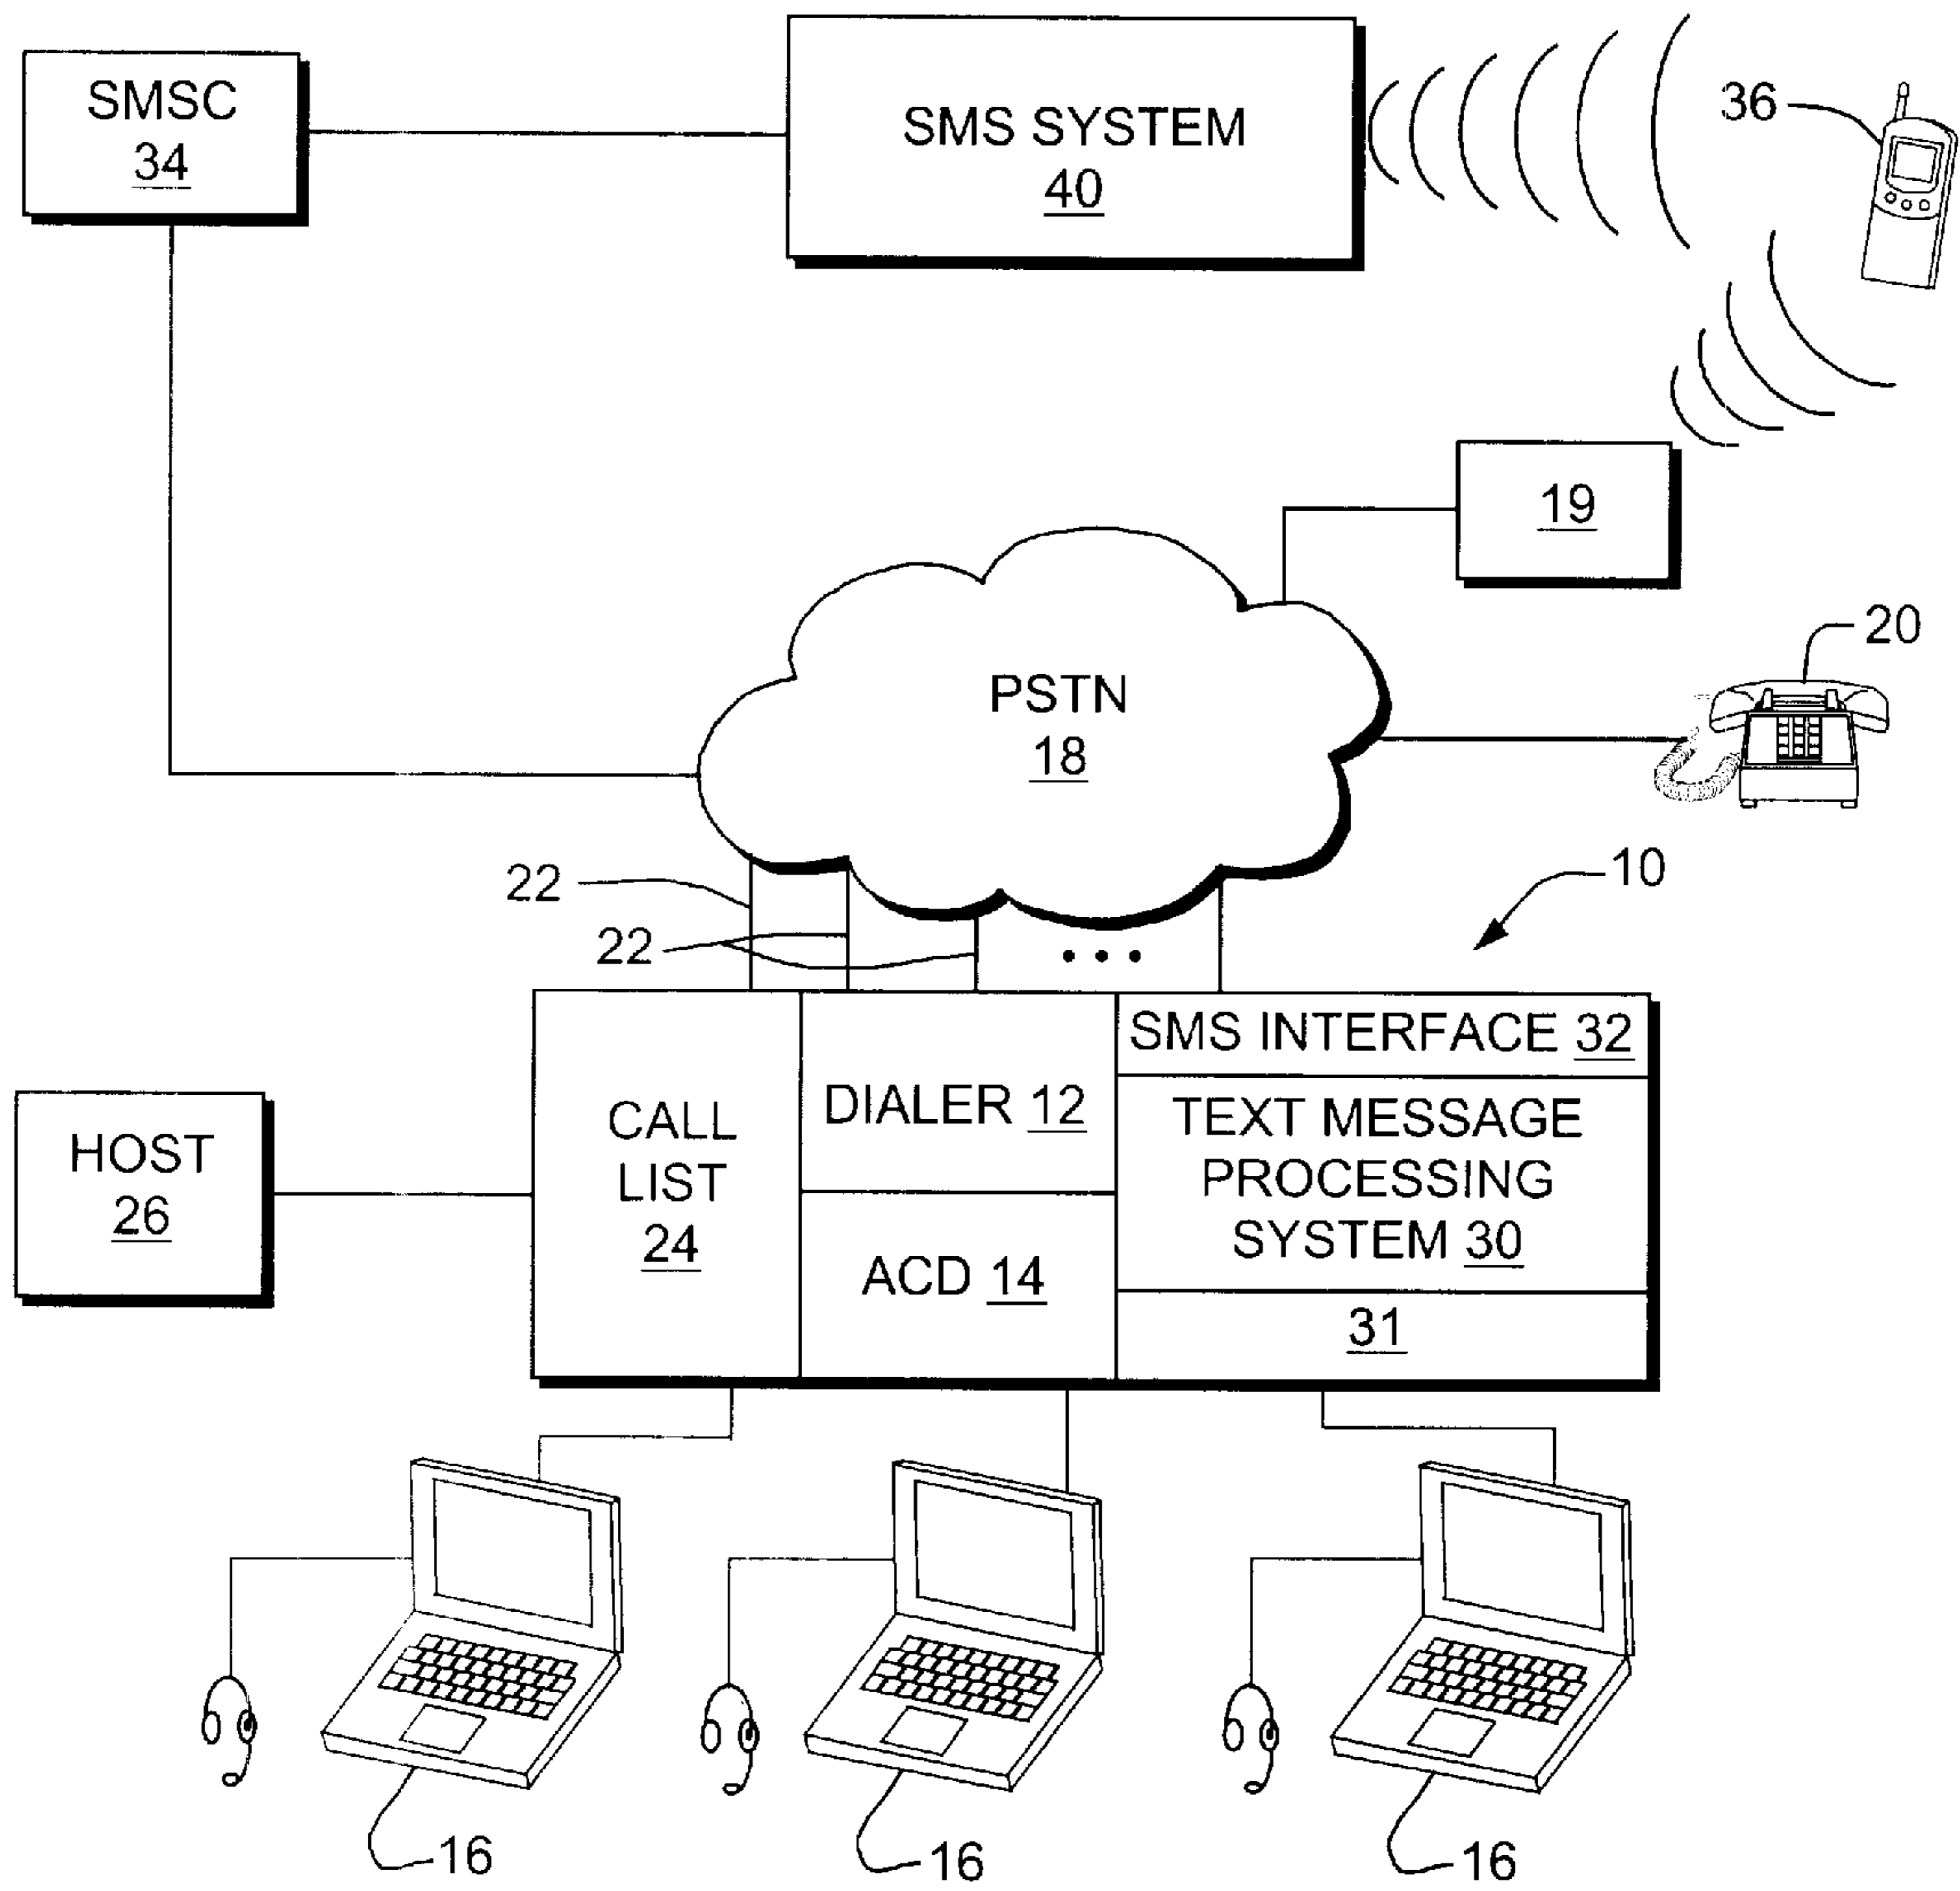 SMSC
34
SMS SYSTEM
40
36
19
20
PSTN
18
10
22
22
• • •
SMS INTERFACE 32
DIALER 12
CALL
LIST
24
TEXT MESSAGE
PROCESSING
SYSTEM 30
HOST
26
ACD 14
31
16
16
16